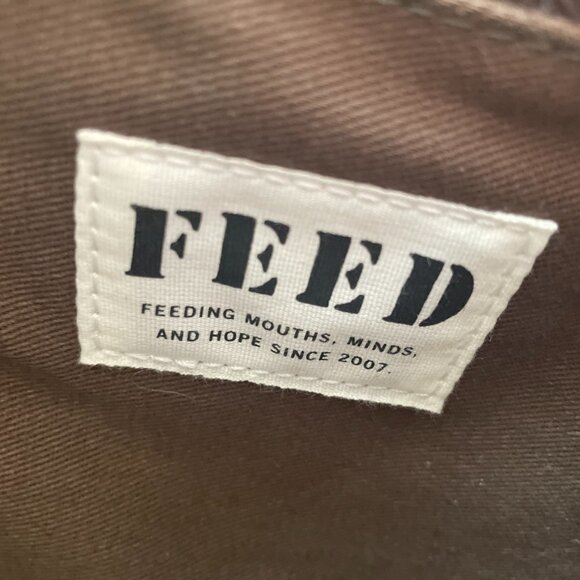 FEED
FEEDING MOUTHS, MINDS,
AND HOPE SINCE 2007.